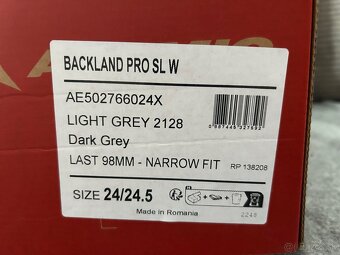 BACKLAND PRO SL W
AE502766024X
LIGHT GREY 2128
Dark Grey
LAST 98MM - NARROW FIT
RP 138208
SIZE 24/24.5
Made in Romania